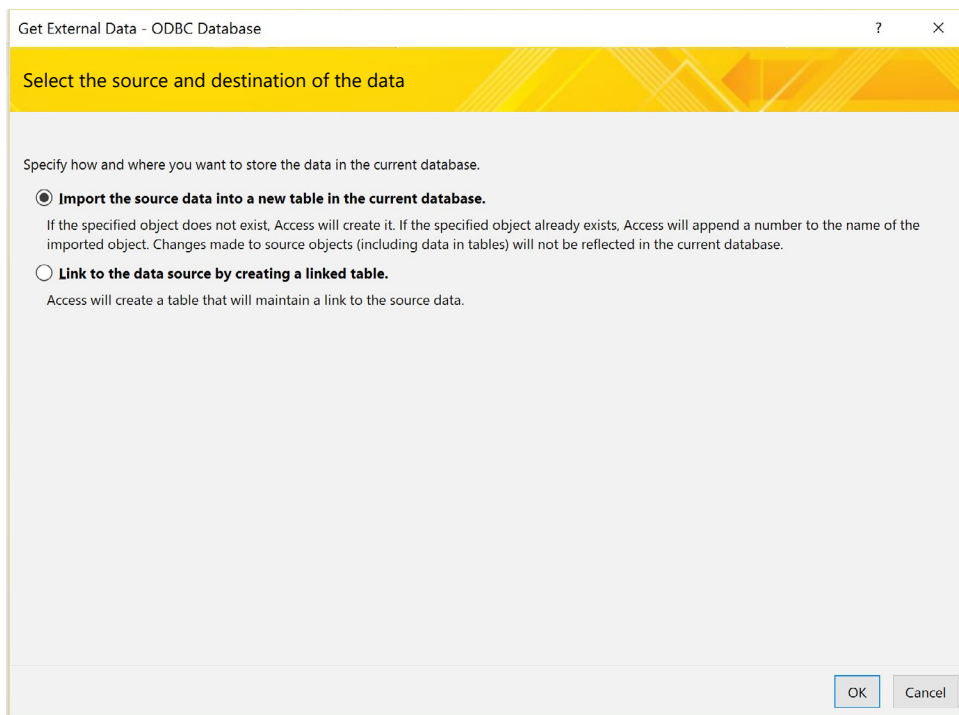 Get External Data - ODBC Database
?
Select the source and destination of the data
Specify how and where you want to store the data in the current database.
Import the source data into a new table in the current database.
If the specified object does not exist, Access will create it. If the specified object already exists, Access will append a number to the name of the
imported object. Changes made to source objects (including data in tables) will not be reflected in the current database.
Link to the data source by creating a linked table.
Access will create a table that will maintain a link to the source data.
OK
Cancel